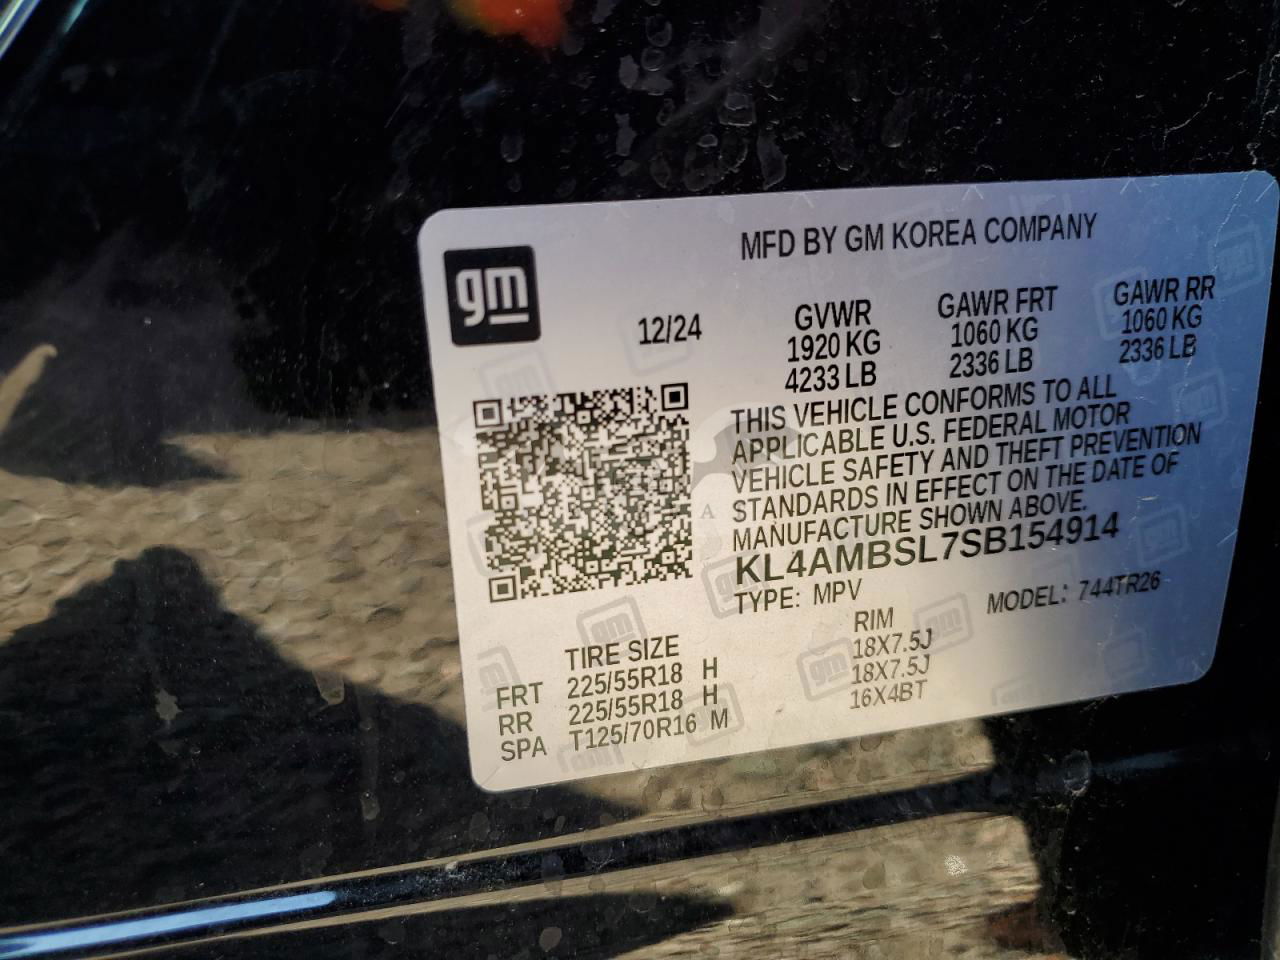 MFD BY GM KOREA COMPANY
gm
12/24
GVWR
1920 KG
4233 LB
GAWR FRT
1060 KG
2336 LB
GAWR RR
1060 KG
2336 LB
THIS VEHICLE CONFORMS TO ALL
APPLICABLE U.S. FEDERAL MOTOR
VEHICLE SAFETY AND THEFT PREVENTION
STANDARDS IN EFFECT ON THE DATE OF
MANUFACTURE SHOWN ABOVE.
KL4AMBSL7SB154914
TYPE: MPV MODEL: 744TR26
TIRE SIZE RIM
FRT 225/55R18 H 18X7.5J
RR 225/55R18 H 18X7.5J
SPA T125/70R16 M 16X4BT